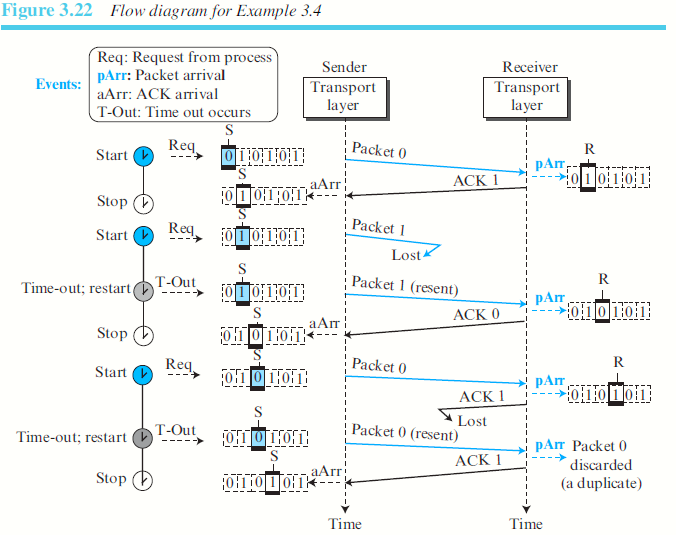 Figure 3.22 Flow diagram for Example 3.4
Events:
Req: Request from process
pArr: Packet arrival
aArr: ACK arrival
T-Out: Time out occurs
Sender
Transport
layer
Receiver
Transport
layer
Start
Req
S
0 1 0 1 0 1
Packet 0
pArr
R
0 1 0 1 0 1
Stop
S
0 1 0 1 0 1
aArr
ACK 1
Start
Req
S
0 1 0 1 0 1
Packet 1
Lost
Time-out; restart
T-Out
S
0 1 0 1 0 1
Packet 1 (resent)
pArr
R
0 1 0 1 0 1
Stop
S
0 1 0 1 0 1
aArr
ACK 0
Start
Req
S
0 1 0 1 0 1
Packet 0
pArr
R
0 1 0 1 0 1
ACK 1
Lost
Time-out; restart
T-Out
S
0 1 0 1 0 1
Packet 0 (resent)
pArr
Packet 0
discarded
(a duplicate)
Stop
S
0 1 0 1 0 1
aArr
ACK 1
Time
Time